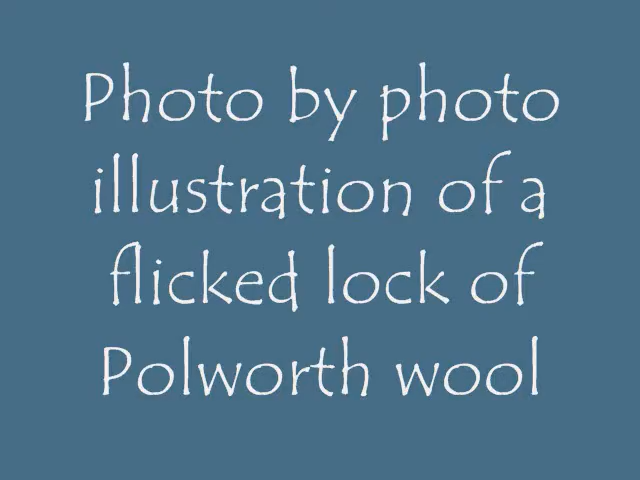 Photo by photo
illustration of a
flicked lock of
Polworth wool